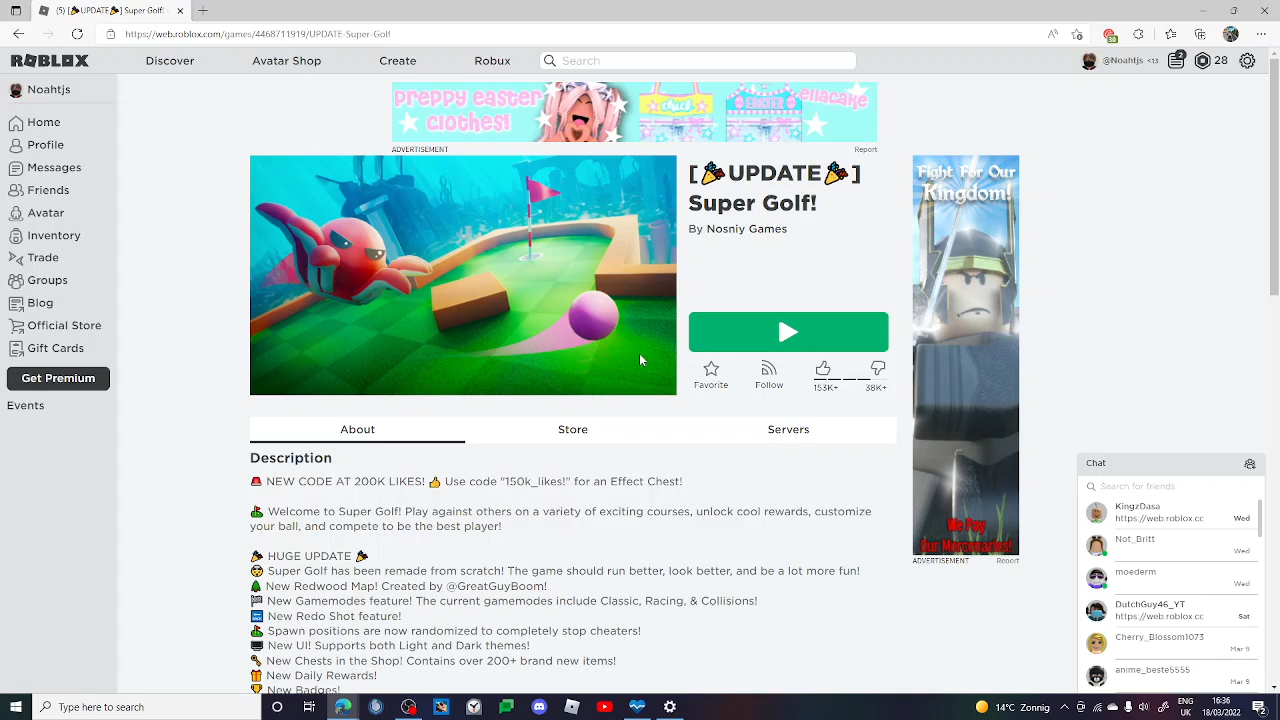 (5) [🎉UPDATE🎉] Super Golf!
https://web.roblox.com/games/4468711919/UPDATE-Super-Golf
30
ROBLOX
Discover
Avatar Shop
Create
Robux
Search
@Noahtjs <13
2
28
Noahtjs
Home
Profile
Messages
Friends
Avatar
Inventory
Trade
Groups
Blog
Official Store
Gift Cards
Get Premium
Events
preppy easter
clothes!
ellacake
ADVERTISEMENT
Report
[🎉UPDATE🎉]
Super Golf!
By Nosniy Games
Favorite
Follow
153K+
38K+
Fight For Our
Kingdom!
We Pay
Our Mercenaries!
ADVERTISEMENT
Report
About
Store
Servers
Description
🚨 NEW CODE AT 200K LIKES! 👍 Use code "150k_likes!" for an Effect Chest!
⛳ Welcome to Super Golf! Play against others on a variety of exciting courses, unlock cool rewards, customize
your ball, and compete to be the best player!
🎉 HUGE UPDATE 🎉
Super Golf has been remade from scratch! The game should run better, look better, and be a lot more fun!
🌲 New Redwood Map! Created by @GreatGuyBoom!
🏁 New Gamemodes feature! The current gamemodes include Classic, Racing, & Collisions!
🔙 New Redo Shot feature!
⛳ Spawn positions are now randomized to completely stop cheaters!
New UI! Supports both Light and Dark themes!
New Chests in the Shop! Contains over 200+ brand new items!
🎁 New Daily Rewards!
🏆 New Badges!
Chat
Search for friends
KingzDasa
https://web.roblox.cc
Wed
Not_Britt
Wed
moederm
Wed
DutchGuy46_YT
https://web.roblox.cc
Sat
Cherry_Blossom1073
Mar 9
anime_beste5555
Mar 9
Type here to search
14°C Zonnig
16:36
18/03/2022